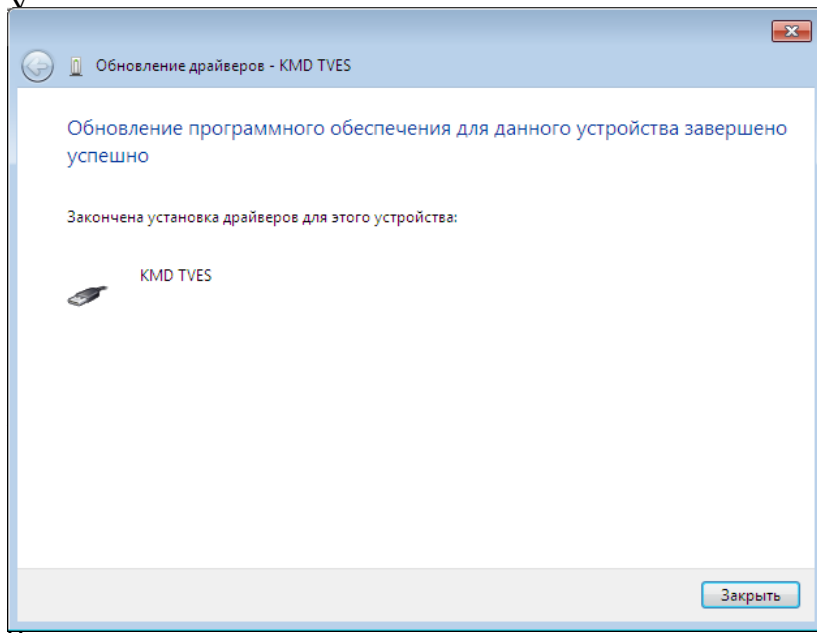 Обновление драйверов - KMD TVES
Обновление программного обеспечения для данного устройства завершено
успешно
Закончена установка драйверов для этого устройства:
KMD TVES
Закрыть